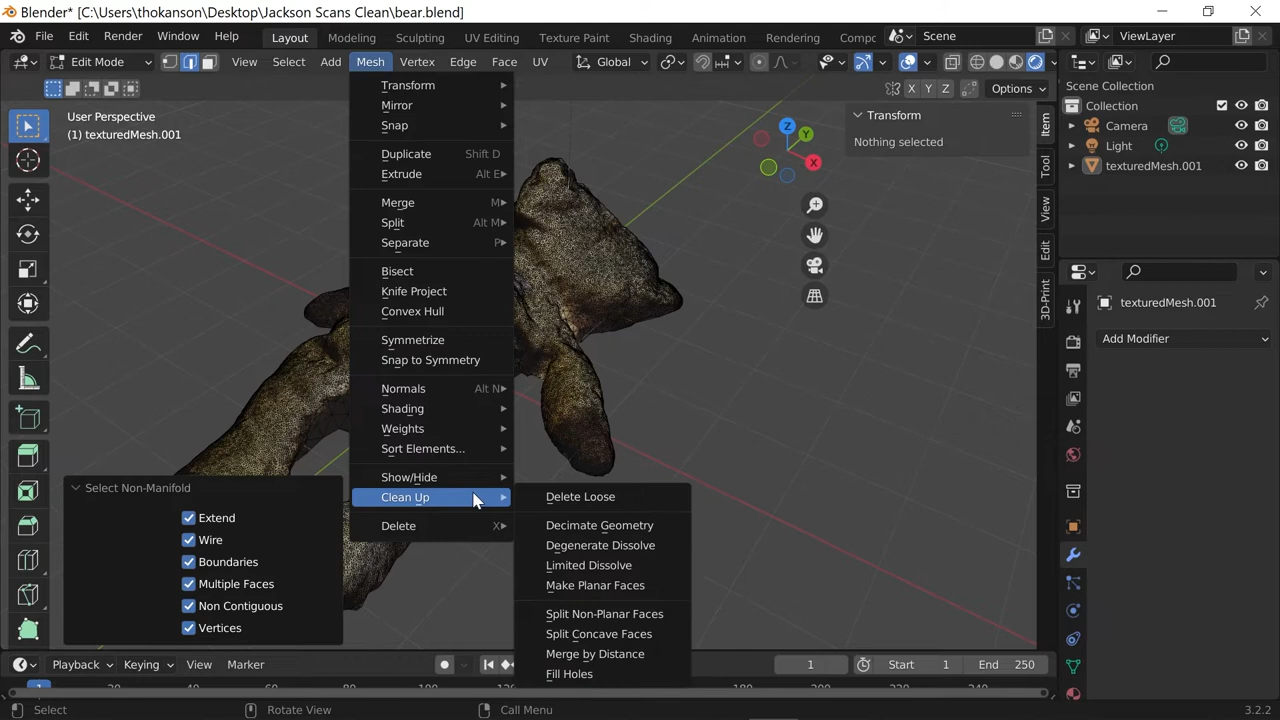 Blender* [C:\Users\thokanson\Desktop\Jackson Scans Clean\bear.blend]
File Edit Render Window Help Layout Modeling Sculpting UV Editing Texture Paint Shading Animation Rendering Compc Scene ViewLayer
Edit Mode View Select Add Mesh Vertex Edge Face UV Global
X Y Z Options
User Perspective
(1) texturedMesh.001
Transform
Mirror
Snap
Duplicate Shift D
Extrude Alt E
Merge M
Split Alt M
Separate P
Bisect
Knife Project
Convex Hull
Symmetrize
Snap to Symmetry
Normals Alt N
Shading
Weights
Sort Elements...
Show/Hide
Clean Up
Delete X
Delete Loose
Decimate Geometry
Degenerate Dissolve
Limited Dissolve
Make Planar Faces
Split Non-Planar Faces
Split Concave Faces
Merge by Distance
Fill Holes
Select Non-Manifold
Extend
Wire
Boundaries
Multiple Faces
Non Contiguous
Vertices
Z
Y
X
Transform
Nothing selected
Item
Tool
View
Edit
3D-Print
Scene Collection
Collection
Camera
Light
texturedMesh.001
texturedMesh.001
Add Modifier
Playback Keying View Marker 1 Start 1 End 250
1
Select Rotate View Call Menu 3.2.2